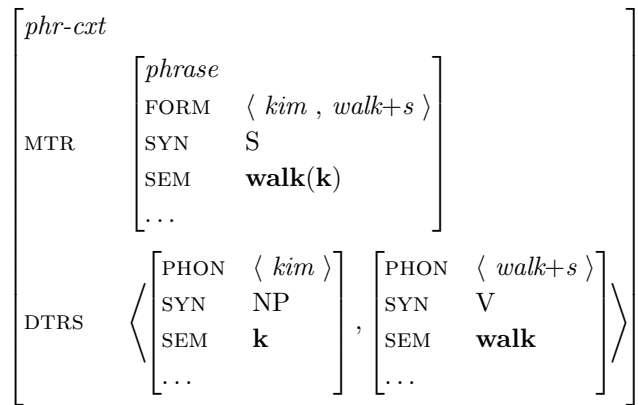 phr-cxt
phrase
FORM ⟨ kim , walk+s ⟩
MTR SYN S
SEM walk(k)
...
PHON ⟨ kim ⟩ PHON ⟨ walk+s ⟩
SYN NP SYN V
DTRS ⟨ , ⟩
SEM k SEM walk
... ...